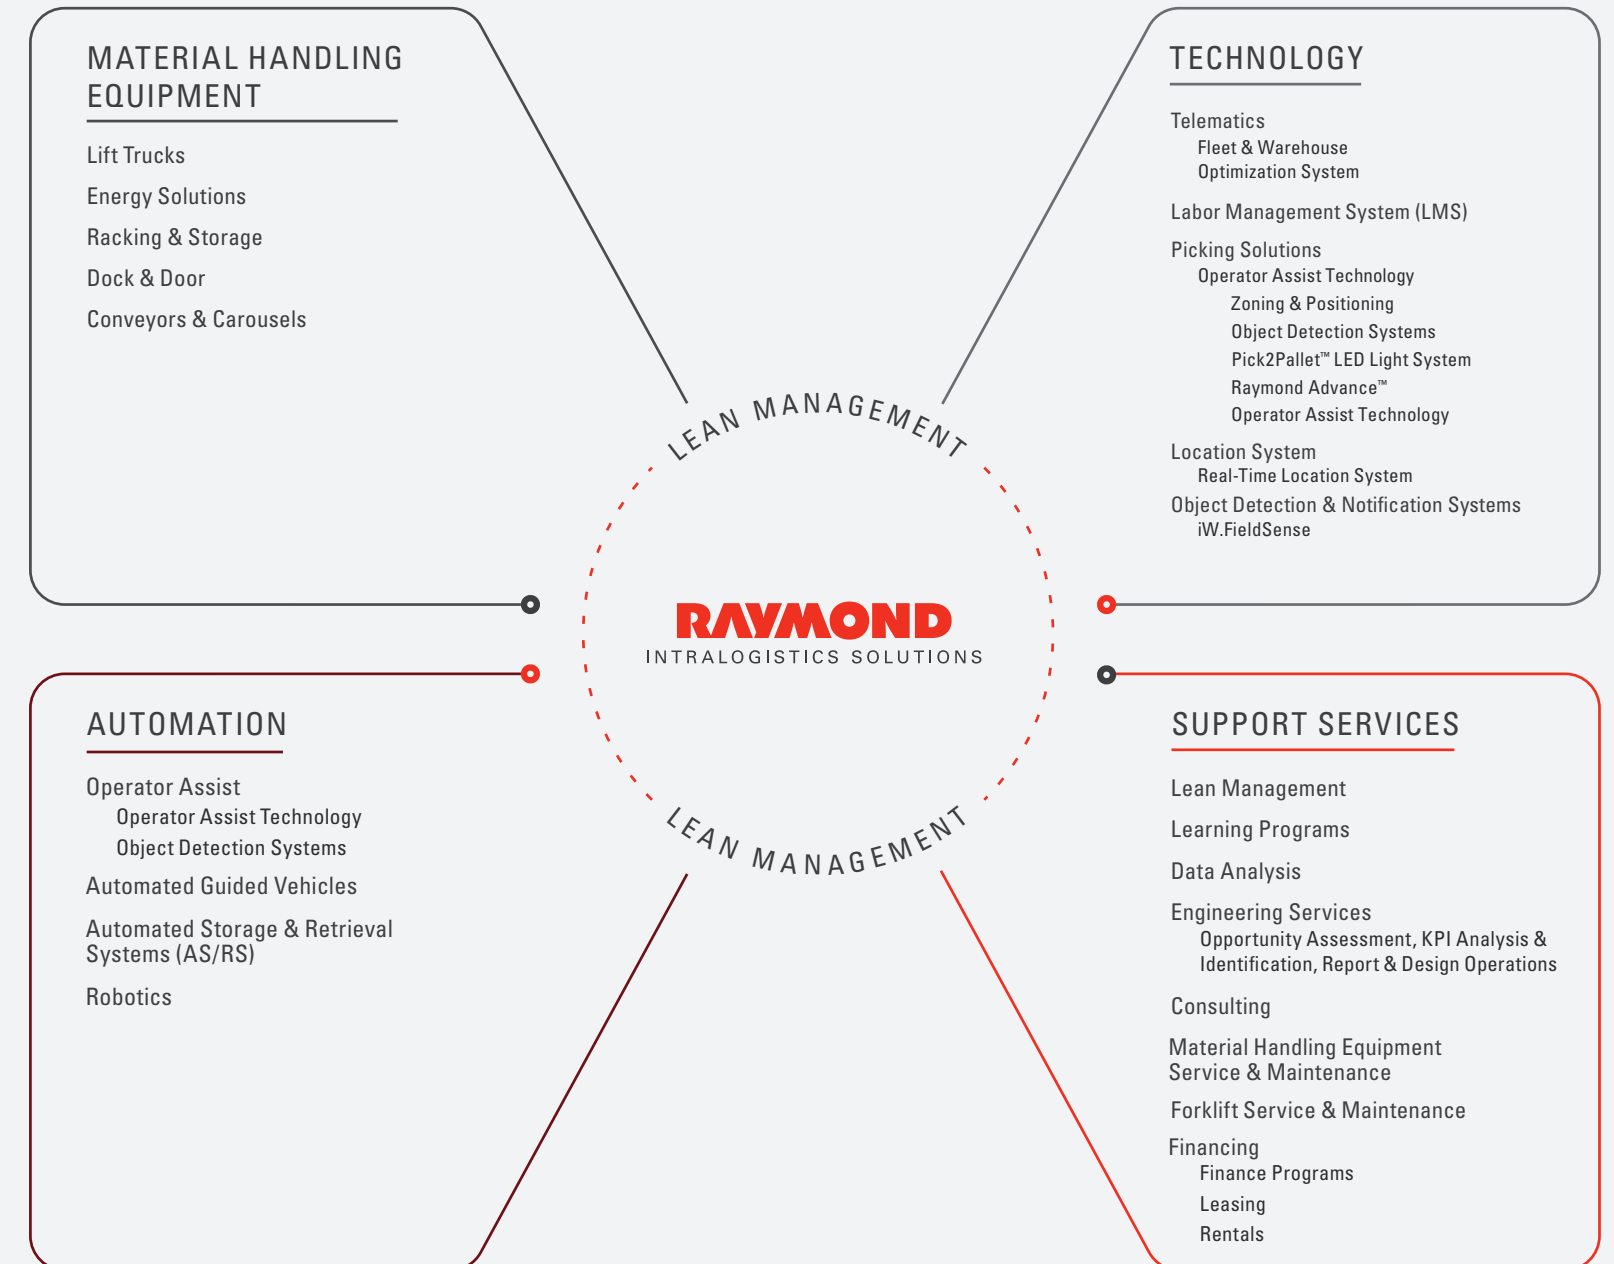 MATERIAL HANDLING
EQUIPMENT
Lift Trucks
Energy Solutions
Racking & Storage
Dock & Door
Conveyors & Carousels
TECHNOLOGY
Telematics
Fleet & Warehouse
Optimization System
Labor Management System (LMS)
Picking Solutions
Operator Assist Technology
Zoning & Positioning
Object Detection Systems
Pick2Pallet™ LED Light System
Raymond Advance™
Operator Assist Technology
Location System
Real-Time Location System
Object Detection & Notification Systems
iW.FieldSense
LEAN MANAGEMENT
RAYMOND
INTRALOGISTICS SOLUTIONS
LEAN MANAGEMENT
AUTOMATION
Operator Assist
Operator Assist Technology
Object Detection Systems
Automated Guided Vehicles
Automated Storage & Retrieval
Systems (AS/RS)
Robotics
SUPPORT SERVICES
Lean Management
Learning Programs
Data Analysis
Engineering Services
Opportunity Assessment, KPI Analysis &
Identification, Report & Design Operations
Consulting
Material Handling Equipment
Service & Maintenance
Forklift Service & Maintenance
Financing
Finance Programs
Leasing
Rentals